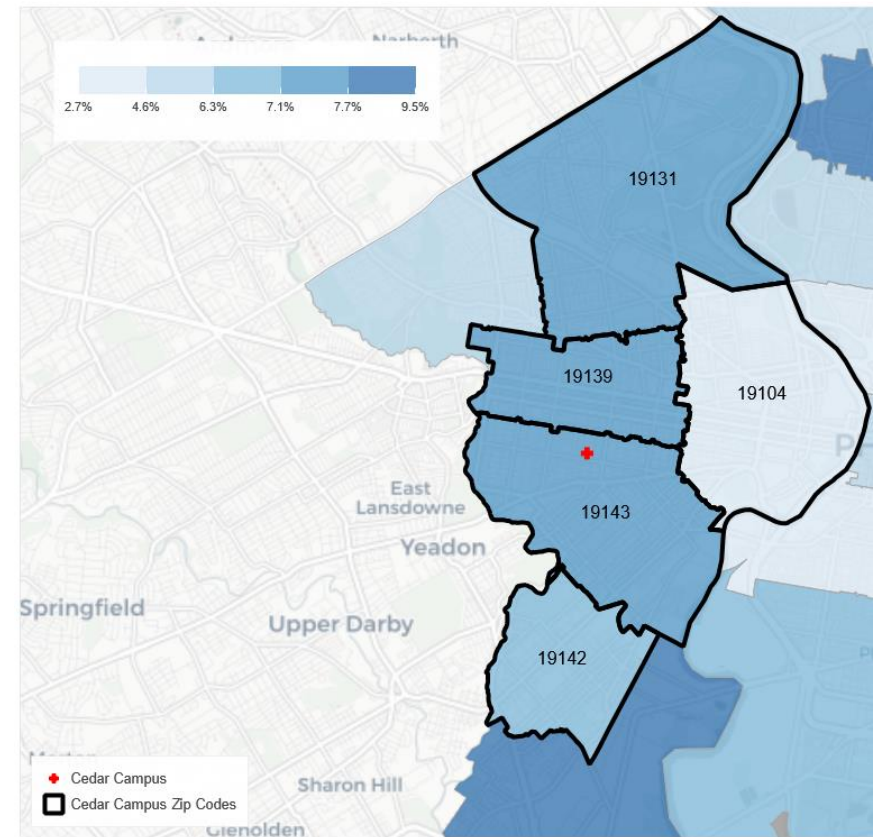 Narberth
2.7% 4.6% 6.3% 7.1% 7.7% 9.5%
19131
19139
19104
East
Lansdowne
19143
Yeadon
Springfield
Upper Darby
19142
Cedar Campus
Cedar Campus Zip Codes
Sharon Hill
Glenolden